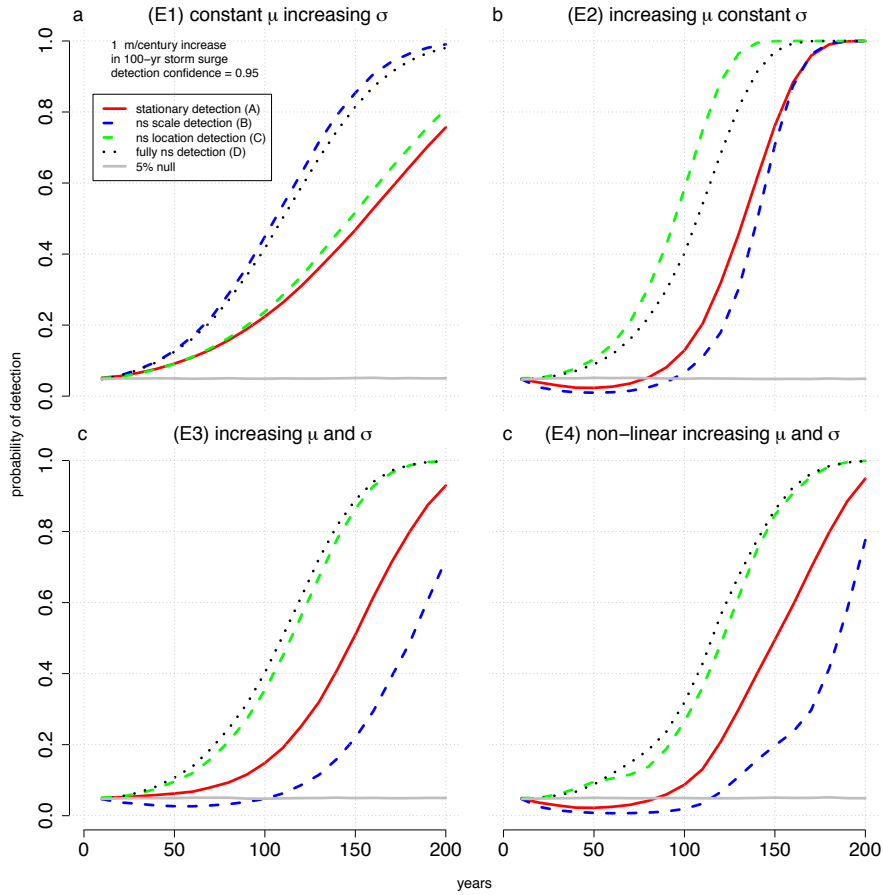 a (E1) constant μ increasing σ
b (E2) increasing μ constant σ
1 m/century increase
in 100-yr storm surge
detection confidence = 0.95
stationary detection (A)
ns scale detection (B)
ns location detection (C)
fully ns detection (D)
5% null
1.0
0.8
0.6
0.4
0.2
0.0
c (E3) increasing μ and σ
c (E4) non-linear increasing μ and σ
1.0
0.8
0.6
0.4
0.2
0.0
probability of detection
0 50 100 150 200
0 50 100 150 200
years